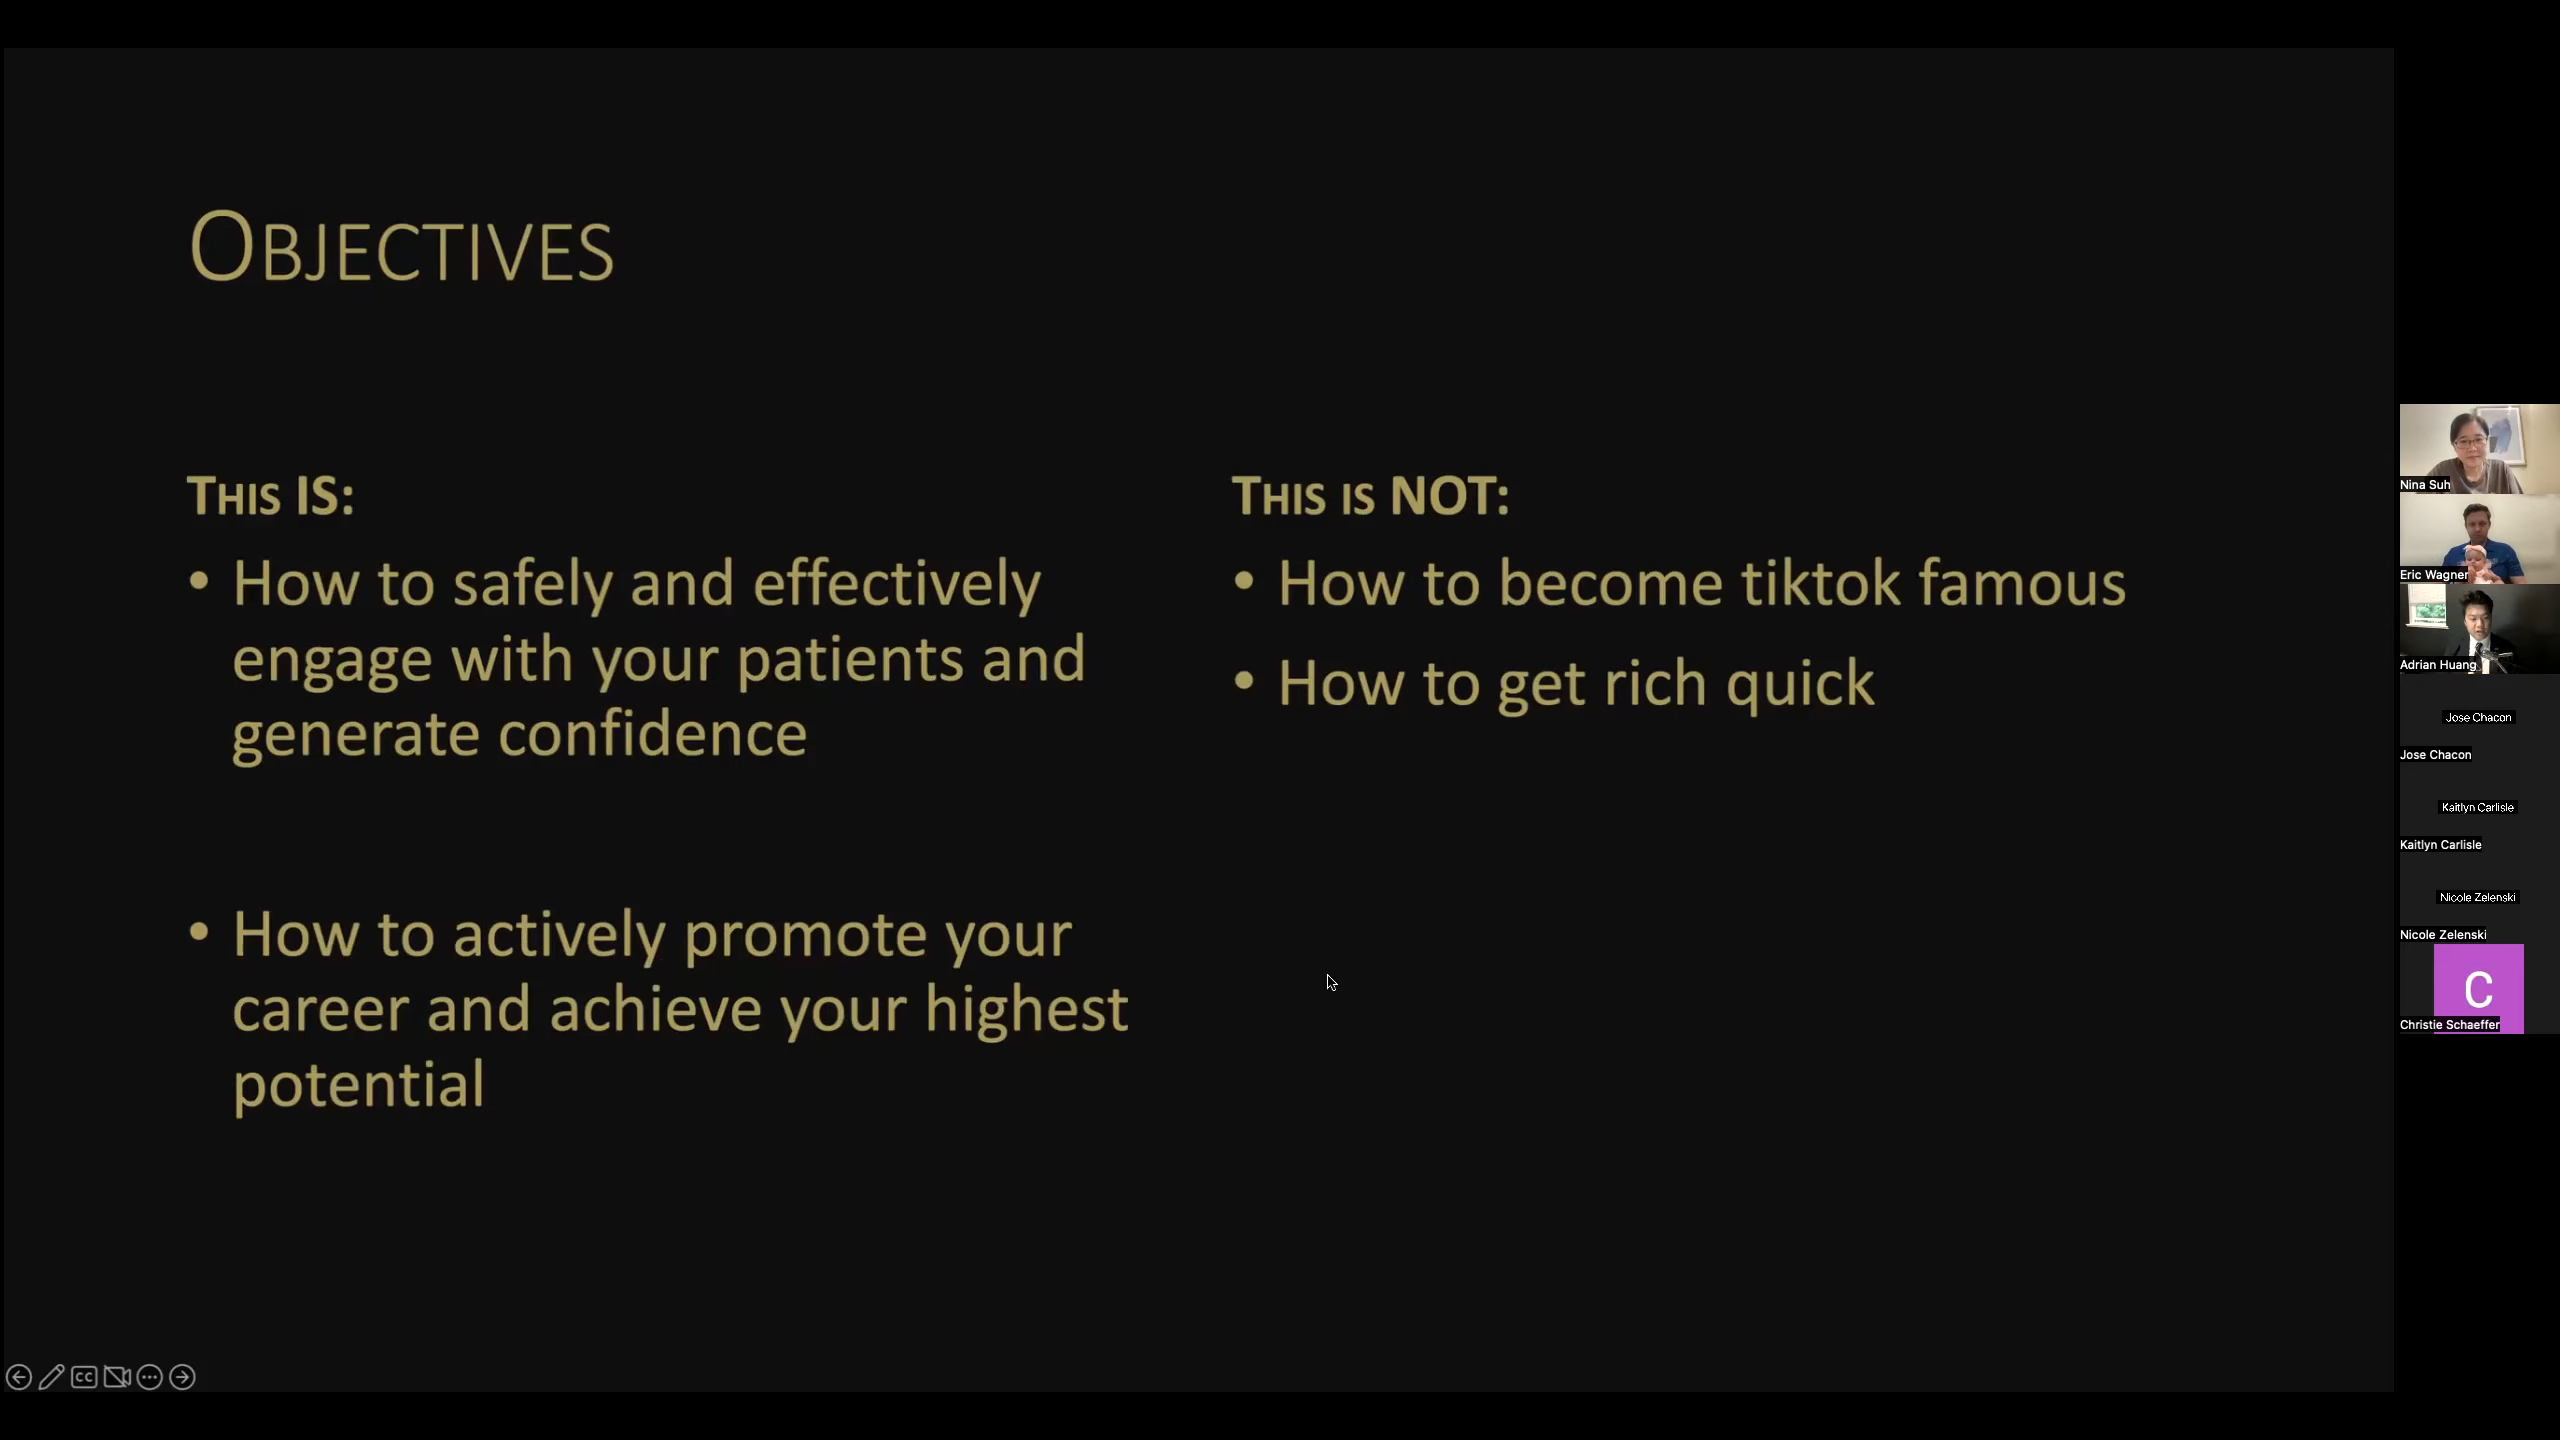 OBJECTIVES
THIS IS:
• How to safely and effectively
engage with your patients and
generate confidence
• How to actively promote your
career and achieve your highest
potential
THIS IS NOT:
• How to become tiktok famous
• How to get rich quick
Nina Suh
Eric Wagner
Adrian Huang
Jose Chacon
Jose Chacon
Kaitlyn Carlisle
Kaitlyn Carlisle
Nicole Zelenski
Nicole Zelenski
C
Christie Schaeffer
CC